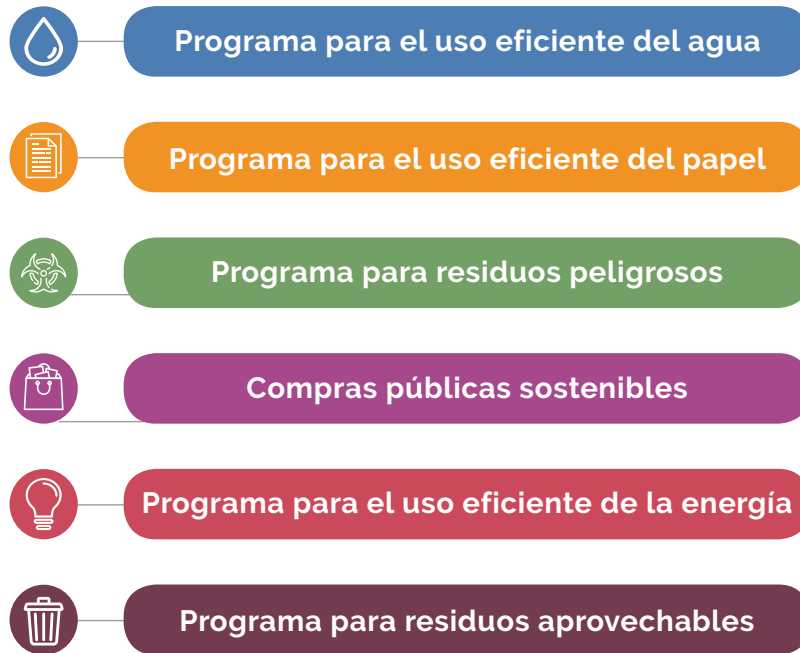 Programa para el uso eficiente del agua
Programa para el uso eficiente del papel
Programa para residuos peligrosos
Compras públicas sostenibles
Programa para el uso eficiente de la energía
Programa para residuos aprovechables